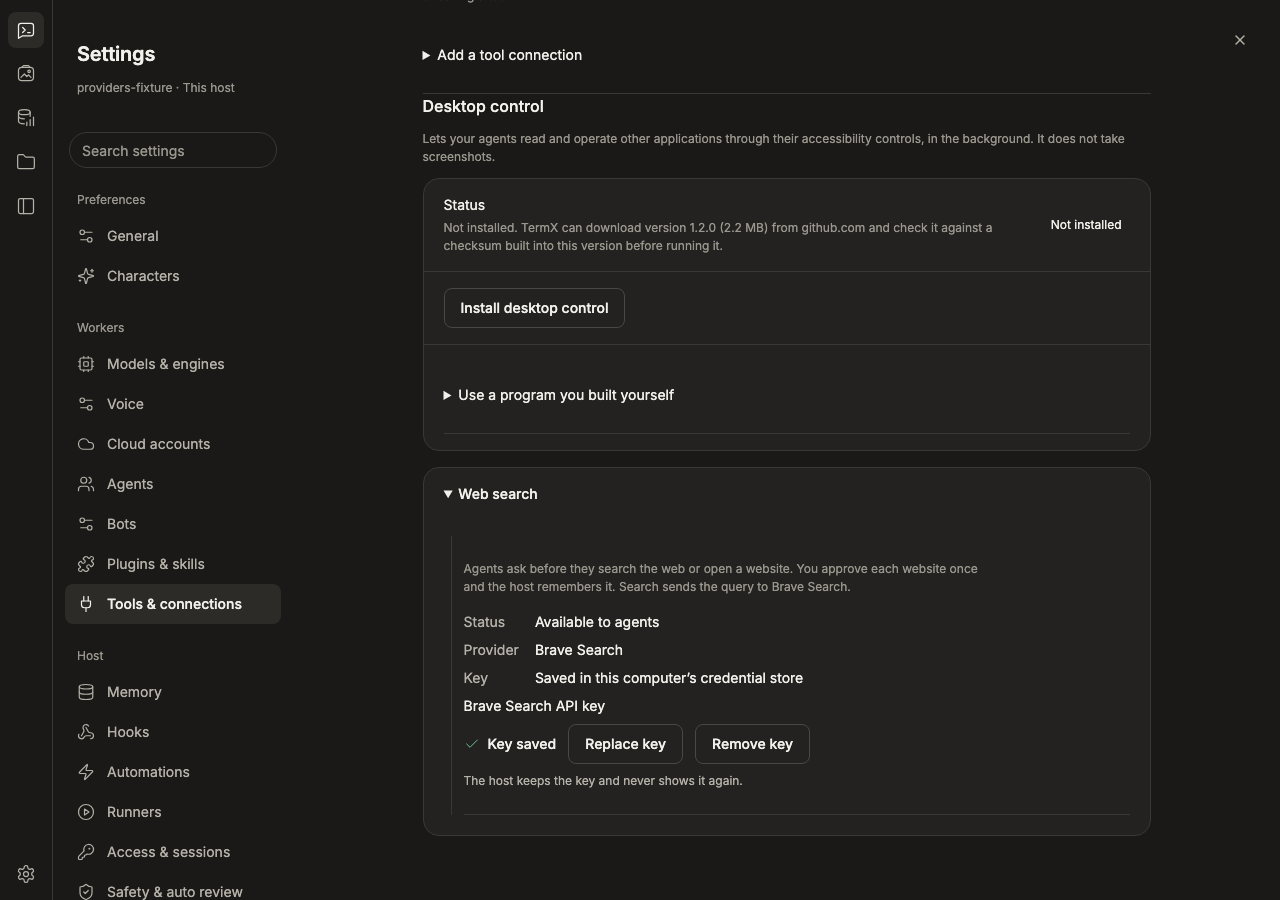 Settings
providers-fixture · This host
Search settings
Preferences
General
Characters
Workers
Models & engines
Voice
Cloud accounts
Agents
Bots
Plugins & skills
Tools & connections
Host
Memory
Hooks
Automations
Runners
Access & sessions
Safety & auto review
Add a tool connection
Desktop control
Lets your agents read and operate other applications through their accessibility controls, in the background. It does not take
screenshots.
Status
Not installed. TermX can download version 1.2.0 (2.2 MB) from github.com and check it against a
checksum built into this version before running it.
Not installed
Install desktop control
Use a program you built yourself
Web search
Agents ask before they search the web or open a website. You approve each website once
and the host remembers it. Search sends the query to Brave Search.
Status Available to agents
Provider Brave Search
Key Saved in this computer’s credential store
Brave Search API key
Key saved Replace key Remove key
The host keeps the key and never shows it again.